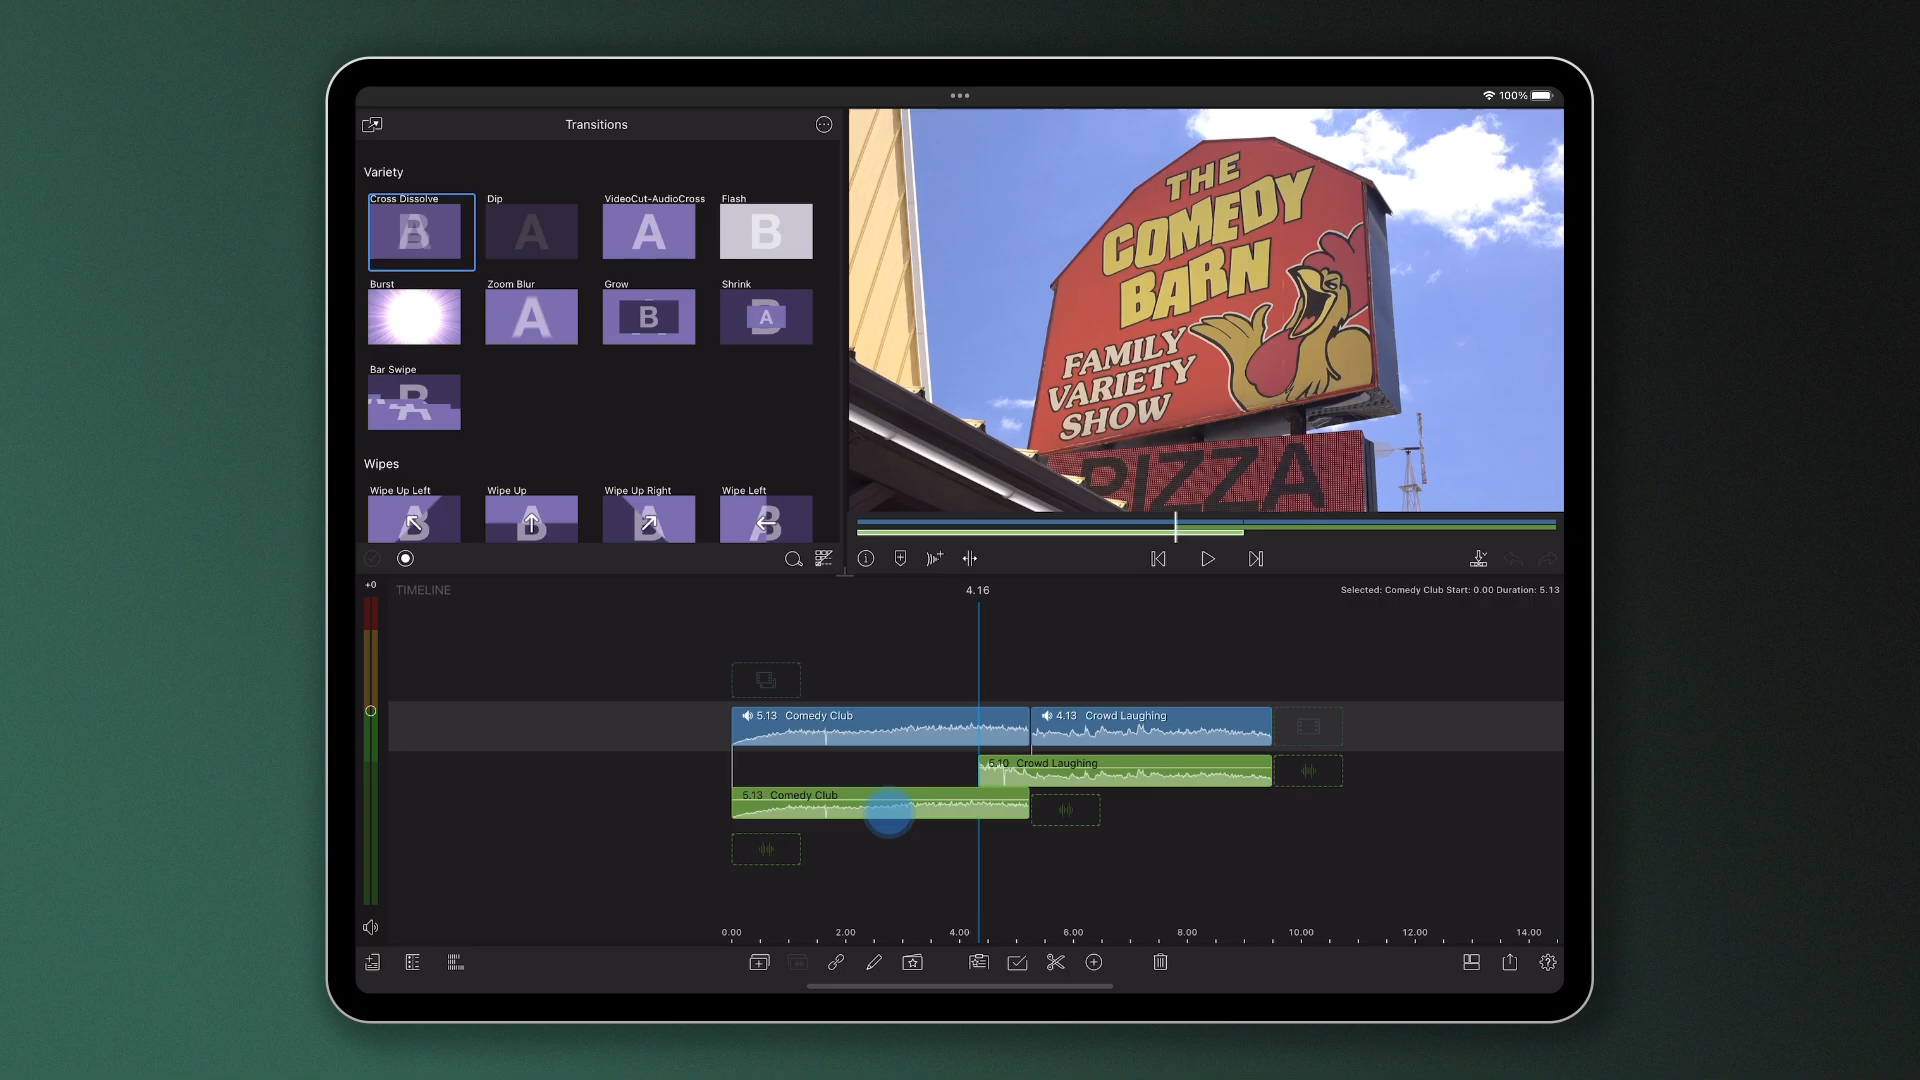 100%
Transitions
Variety
Cross Dissolve
Dip
VideoCut-AudioCross
Flash
B
A
A
B
Burst
Zoom Blur
Grow
Shrink
A
B
A
Bar Swipe
Wipes
Wipe Up Left
Wipe Up
Wipe Up Right
Wipe Left
THE
COMEDY
BARN
FAMILY
VARIETY
SHOW
PIZZA
+0
TIMELINE
4.16
Selected: Comedy Club Start: 0.00 Duration: 5.13
5.13 Comedy Club
4.13 Crowd Laughing
5.10 Crowd Laughing
5.13 Comedy Club
0.00
2.00
4.00
6.00
8.00
10.00
12.00
14.00